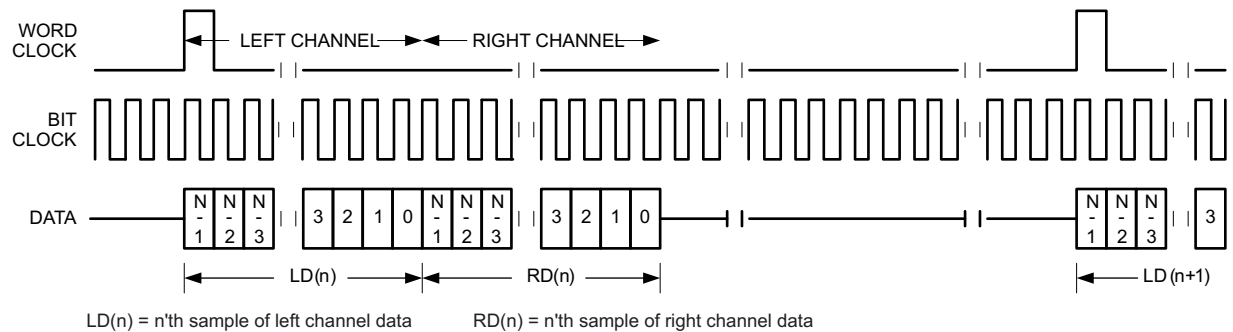 WORD
CLOCK
LEFT CHANNEL
RIGHT CHANNEL
BIT
CLOCK
DATA
N-1 N-2 N-3 3 2 1 0 N-1 N-2 N-3 3 2 1 0 N-1 N-2 N-3 3
LD(n) RD(n) LD (n+1)
LD(n) = n'th sample of left channel data RD(n) = n'th sample of right channel data